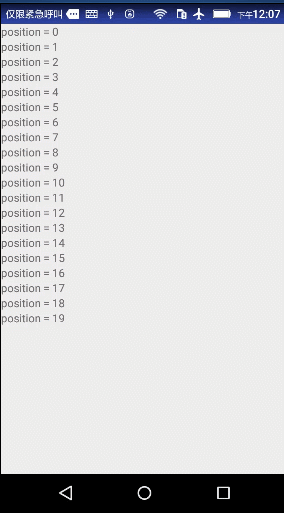 仅限紧急呼叫 下午12:07
position = 0
position = 1
position = 2
position = 3
position = 4
position = 5
position = 6
position = 7
position = 8
position = 9
position = 10
position = 11
position = 12
position = 13
position = 14
position = 15
position = 16
position = 17
position = 18
position = 19